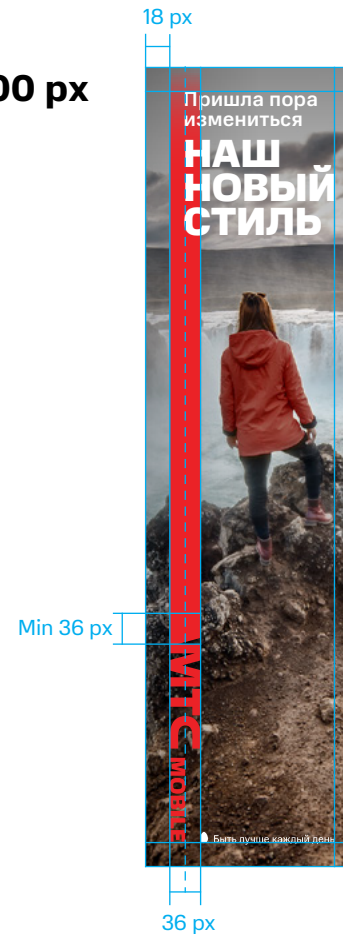 18 px
00 px
Пришла пора
измениться
НАШ
НОВЫЙ
СТИЛЬ
Min 36 px
МТС MOBILE
Быть лучше каждый день
36 px